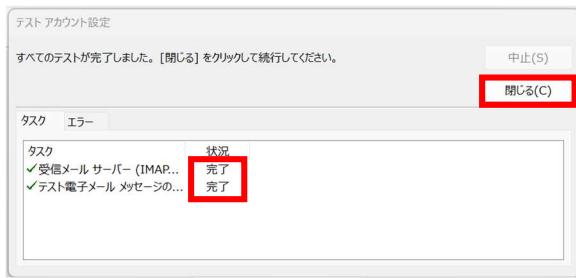 テスト アカウント設定
すべてのテストが完了しました。[閉じる] をクリックして続行してください。
中止(S)
閉じる(C)
タスク エラー
タスク 状況
受信メール サーバー (IMAP... 完了
テスト電子メール メッセージの... 完了